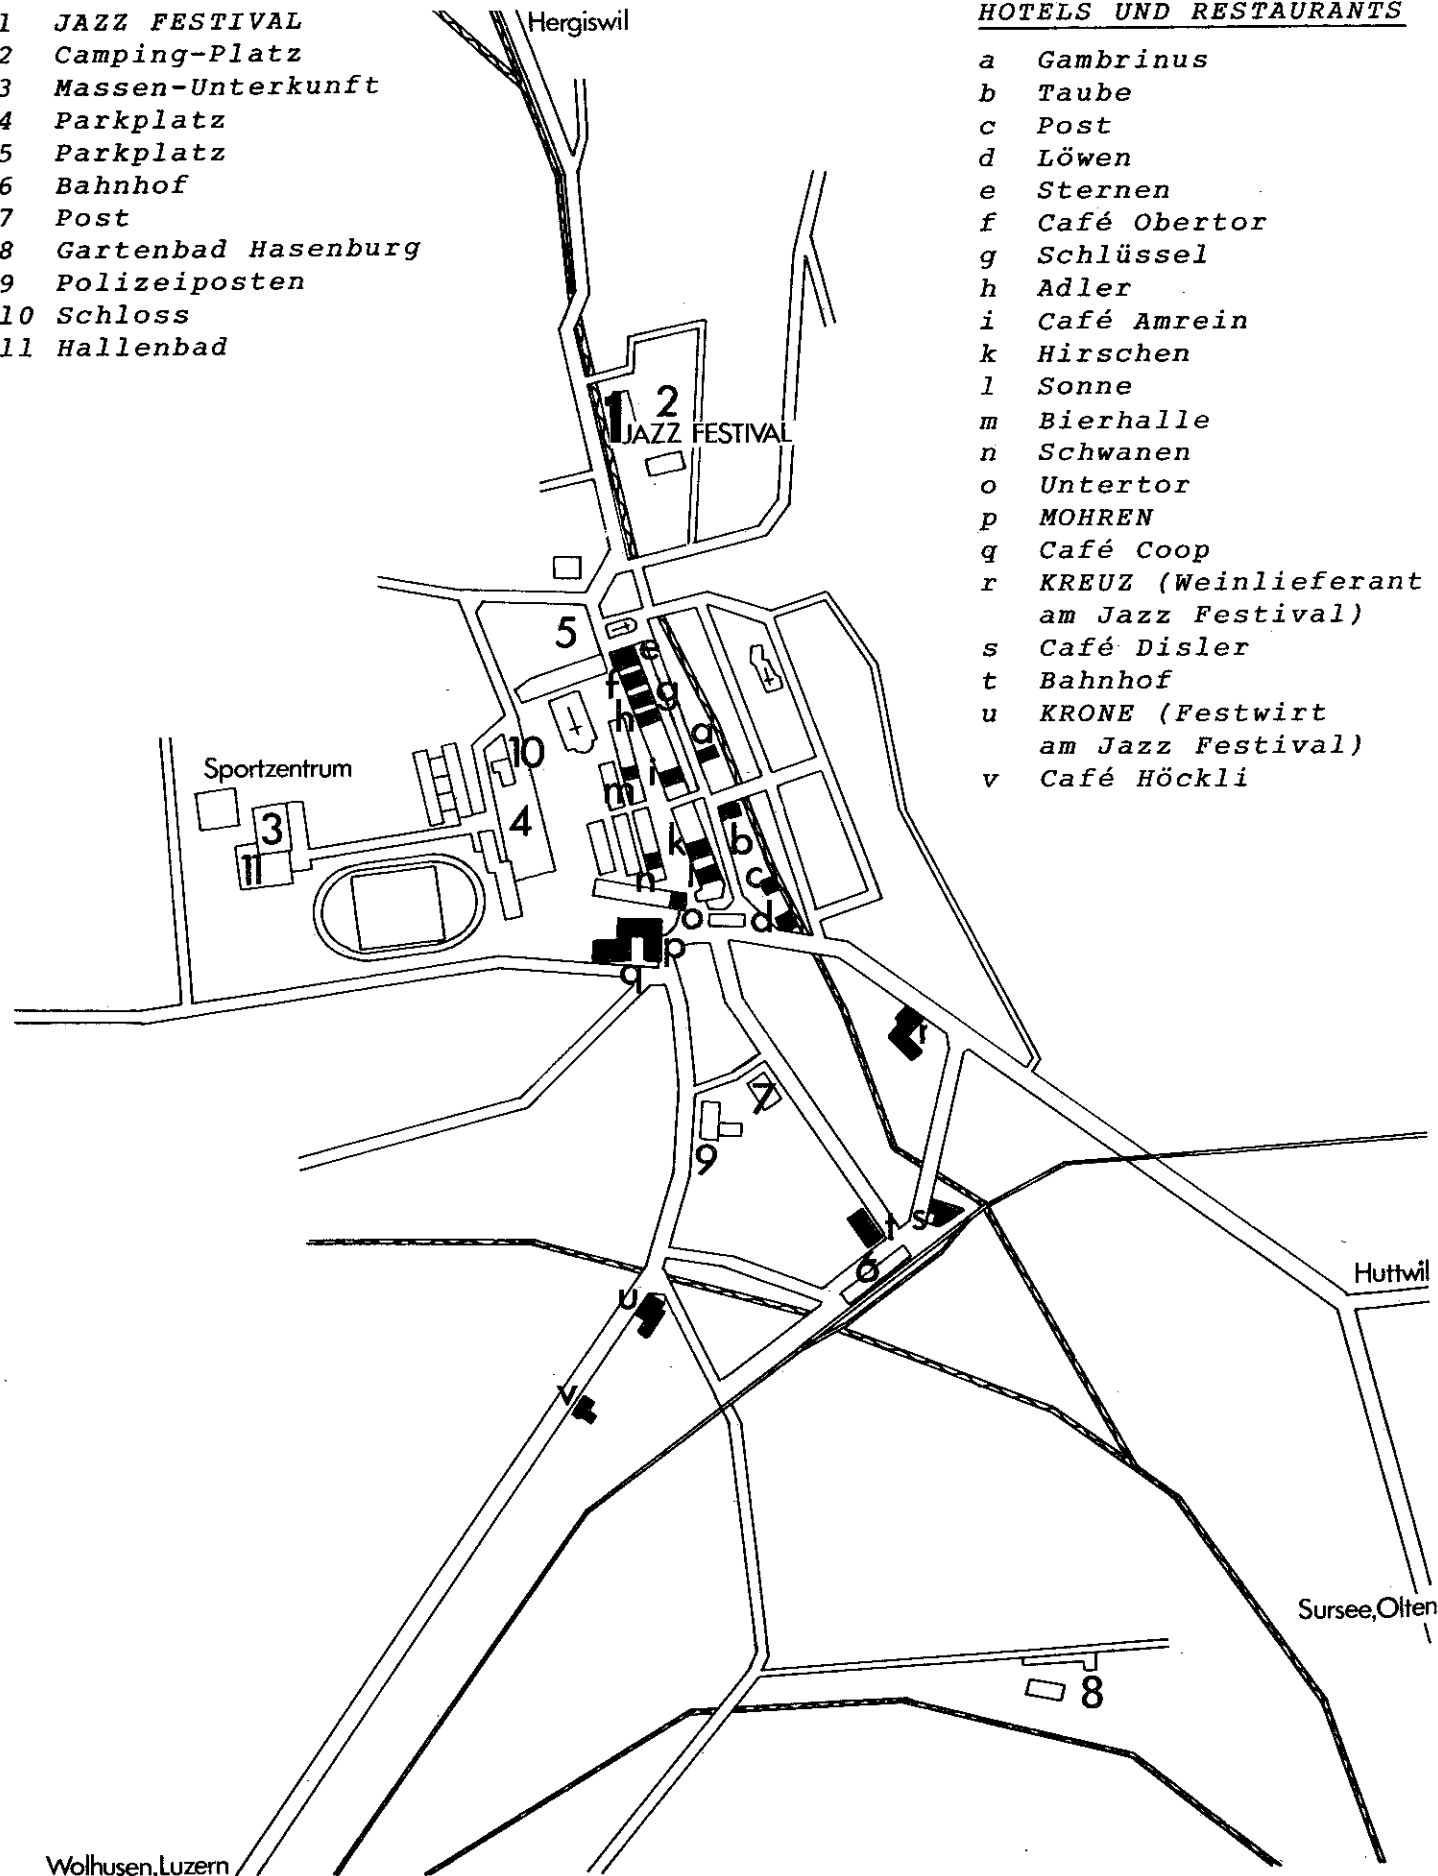 1 JAZZ FESTIVAL
2 Camping-Platz
3 Massen-Unterkunft
4 Parkplatz
5 Parkplatz
6 Bahnhof
7 Post
8 Gartenbad Hasenburg
9 Polizeiposten
10 Schloss
11 Hallenbad
HOTELS UND RESTAURANTS
a Gambrinus
b Taube
c Post
d Löwen
e Sternen
f Café Obertor
g Schlüssel
h Adler
i Café Amrein
k Hirschen
l Sonne
m Bierhalle
n Schwanen
o Untertor
p MOHREN
q Café Coop
r KREUZ (Weinlieferant
am Jazz Festival)
s Café Disler
t Bahnhof
u KRONE (Festwirt
am Jazz Festival)
v Café Höckli
Hergiswil
1
2
JAZZ FESTIVAL
5
e
f
g
h
a
10
Sportzentrum
i
m
4
3
k
b
11
l
c
n
o
d
p
q
r
7
9
t
s
6
Huttwil
u
v
Sursee, Olten
8
Wolhusen, Luzern